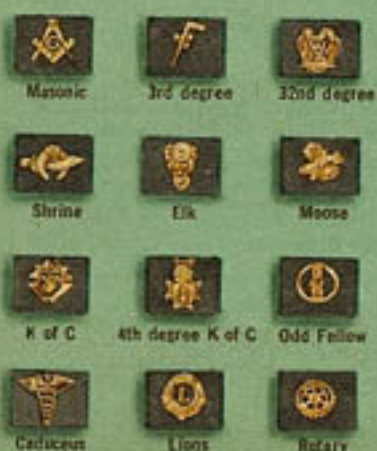 Masonic 3rd degree 32nd degree
Shrine Elk Moose
K of C 4th degree K of C Odd Fellow
Caduceus Lions Rotary